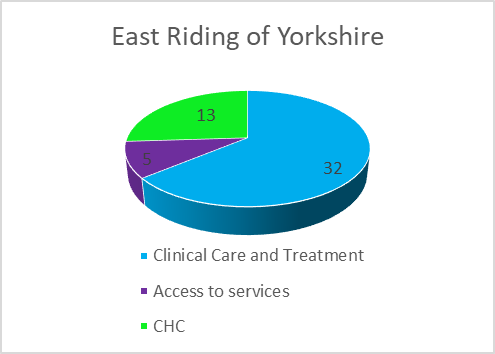 East Riding of Yorkshire
13
5
32
Clinical Care and Treatment
Access to services
CHC